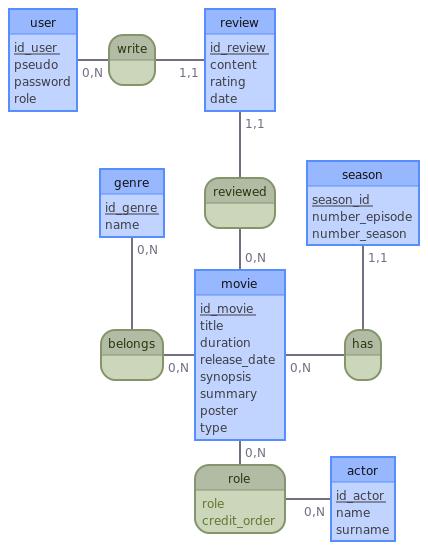 user
id_user
pseudo
password
role
0,N
write
1,1
review
id_review
content
rating
date
1,1
reviewed
0,N
genre
id_genre
name
0,N
belongs
0,N
season
season_id
number_episode
number_season
1,1
has
0,N
movie
id_movie
title
duration
release_date
synopsis
summary
poster
type
0,N
role
role
credit_order
0,N
actor
id_actor
name
surname